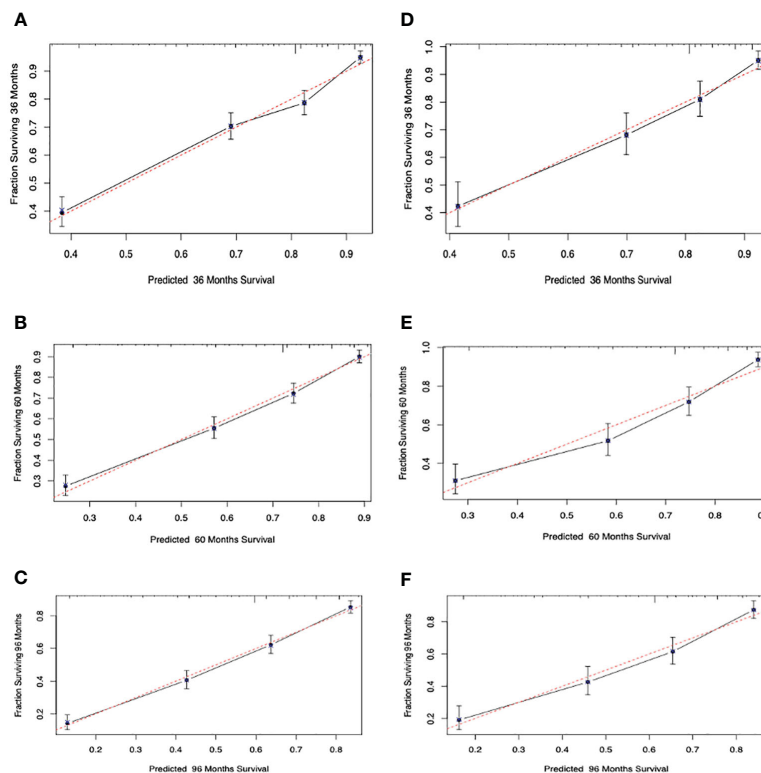 A
Fraction Surviving 36 Months
0.9
0.8
0.7
0.6
0.5
0.4
0.4 0.5 0.6 0.7 0.8 0.9
Predicted 36 Months Survival
D
Fraction Surviving 36 Months
1.0
0.9
0.8
0.7
0.6
0.5
0.4
0.4 0.5 0.6 0.7 0.8 0.9
Predicted 36 Months Survival
B
Fraction Surviving 60 Months
0.9
0.8
0.7
0.6
0.5
0.4
0.3
0.3 0.4 0.5 0.6 0.7 0.8 0.9
Predicted 60 Months Survival
E
Fraction Surviving 60 Months
1.0
0.8
0.6
0.4
0.3 0.4 0.5 0.6 0.7 0.8
Predicted 60 Months Survival
C
Fraction Surviving 96 Months
0.8
0.6
0.4
0.2
0.2 0.3 0.4 0.5 0.6 0.7 0.8
Predicted 96 Months Survival
F
Fraction Surviving 96 Months
0.8
0.6
0.4
0.2
0.2 0.3 0.4 0.5 0.6 0.7 0.8
Predicted 96 Months Survival